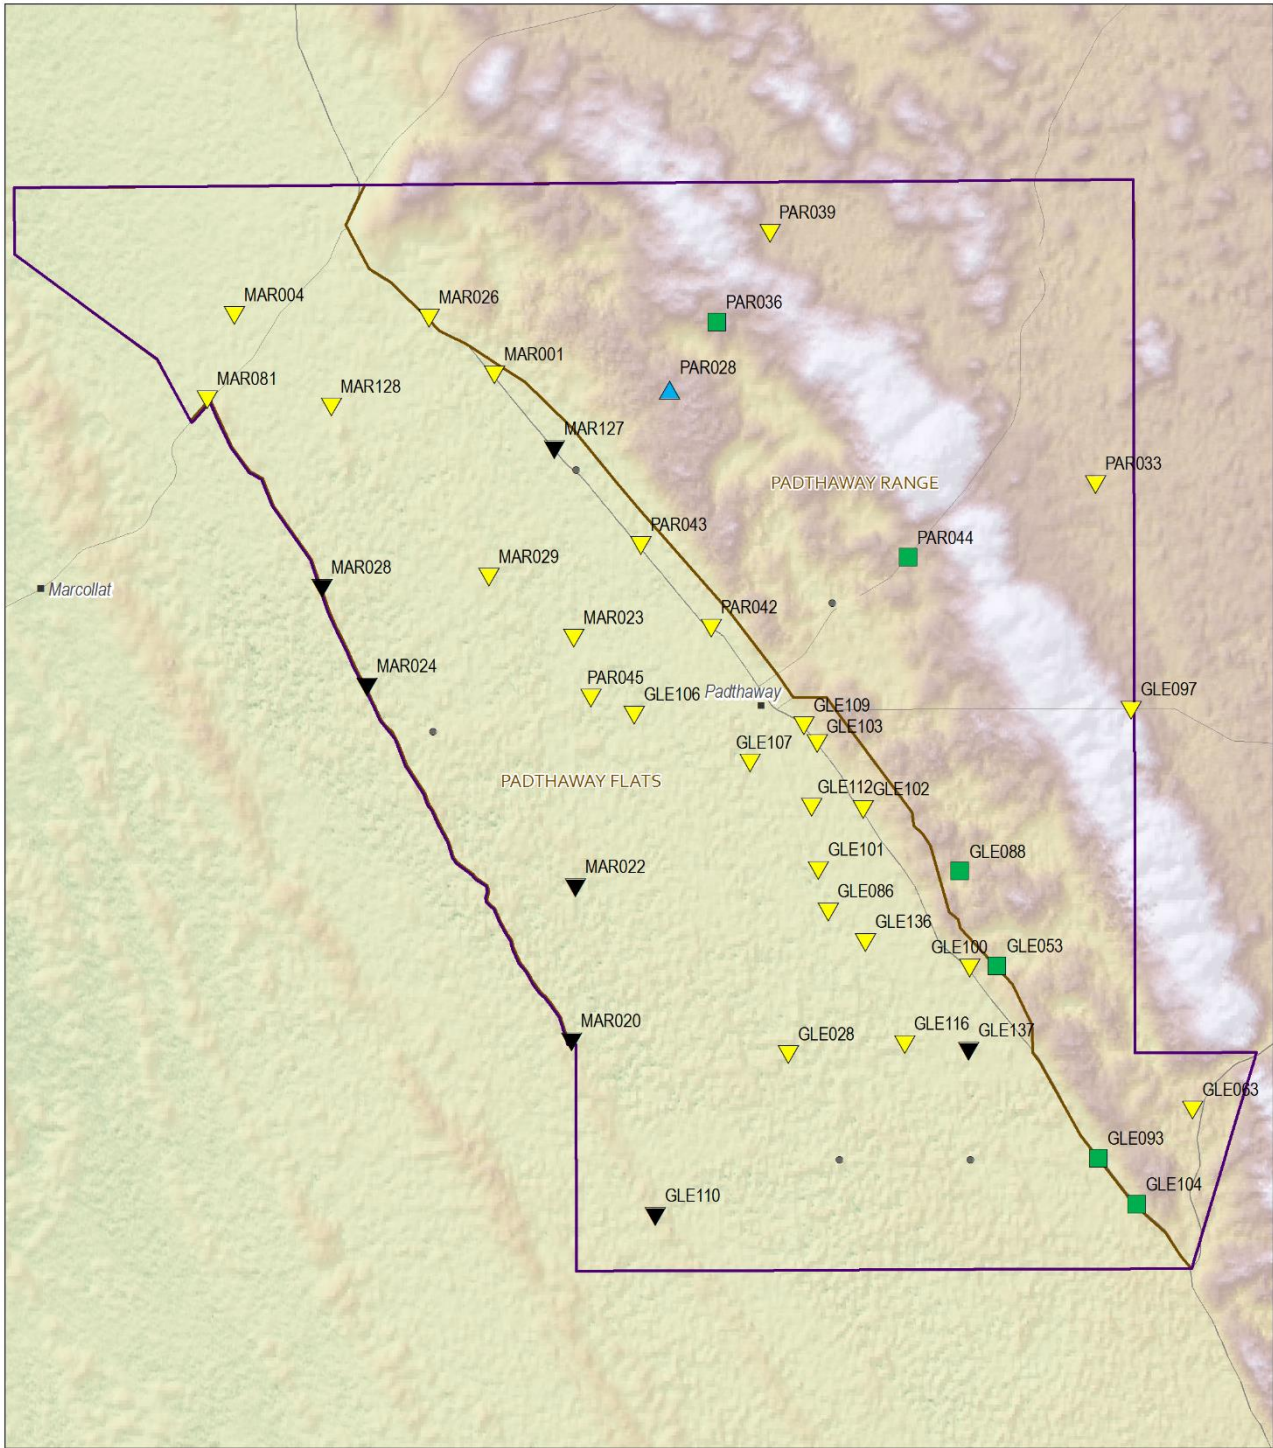 PAR039
MAR004
MAR026
PAR036
MAR001
PAR028
MAR081
MAR128
MAR127
PAR033
PADTHAWAY RANGE
PAR043
PAR044
MAR029
MAR028
Marcollat
MAR023
PAR042
MAR024
PAR045
GLE106
Padthaway
GLE097
GLE109
GLE103
GLE107
PADTHAWAY FLATS
GLE112
GLE102
GLE101
GLE088
MAR022
GLE086
GLE136
GLE100
GLE053
MAR020
GLE028
GLE116
GLE137
GLE063
GLE093
GLE110
GLE104